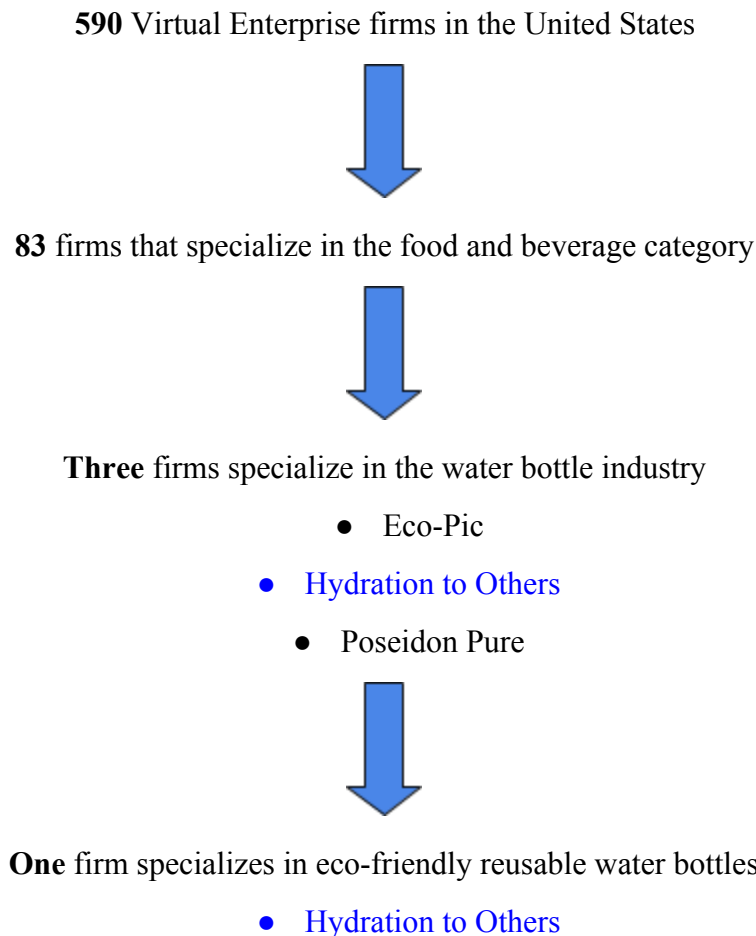 590 Virtual Enterprise firms in the United States
83 firms that specialize in the food and beverage category
Three firms specialize in the water bottle industry
● Eco-Pic
● Hydration to Others
● Poseidon Pure
One firm specializes in eco-friendly reusable water bottles
● Hydration to Others